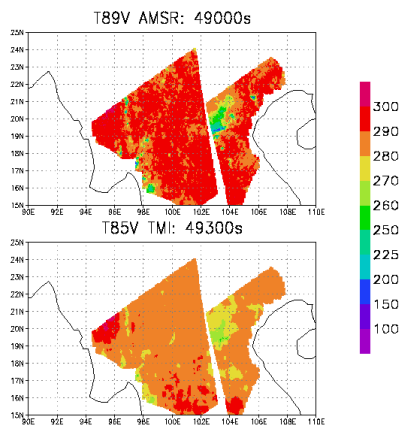 T89V AMSR: 49000s
25N
24N
23N
22N
21N
20N
19N
18N
17N
16N
15N
90E 92E 94E 96E 98E 100E 102E 104E 106E 108E 110E
T85V TMI: 49300s
25N
24N
23N
22N
21N
20N
19N
18N
17N
16N
15N
90E 92E 94E 96E 98E 100E 102E 104E 106E 108E 110E
300
290
280
270
260
250
225
200
150
100